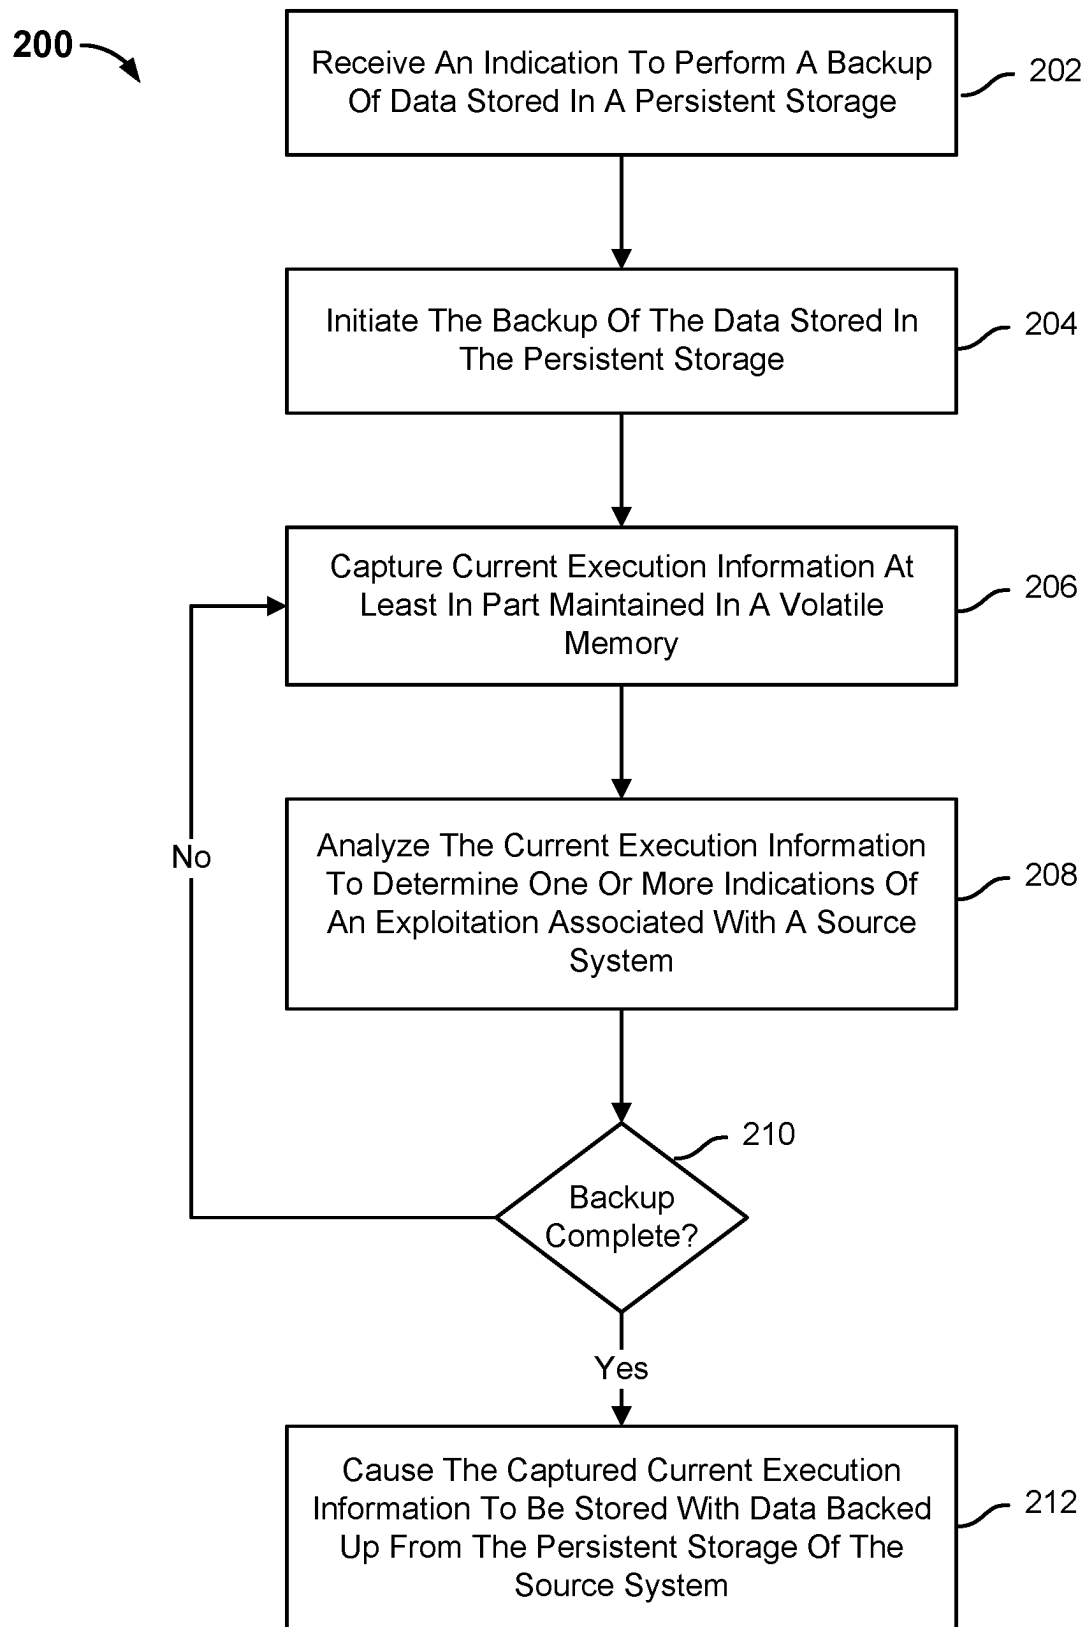 200
Receive An Indication To Perform A Backup
Of Data Stored In A Persistent Storage
202
Initiate The Backup Of The Data Stored In
The Persistent Storage
204
Capture Current Execution Information At
Least In Part Maintained In A Volatile
Memory
206
Analyze The Current Execution Information
To Determine One Or More Indications Of
An Exploitation Associated With A Source
System
208
No
210
Backup
Complete?
Yes
Cause The Captured Current Execution
Information To Be Stored With Data Backed
Up From The Persistent Storage Of The
Source System
212